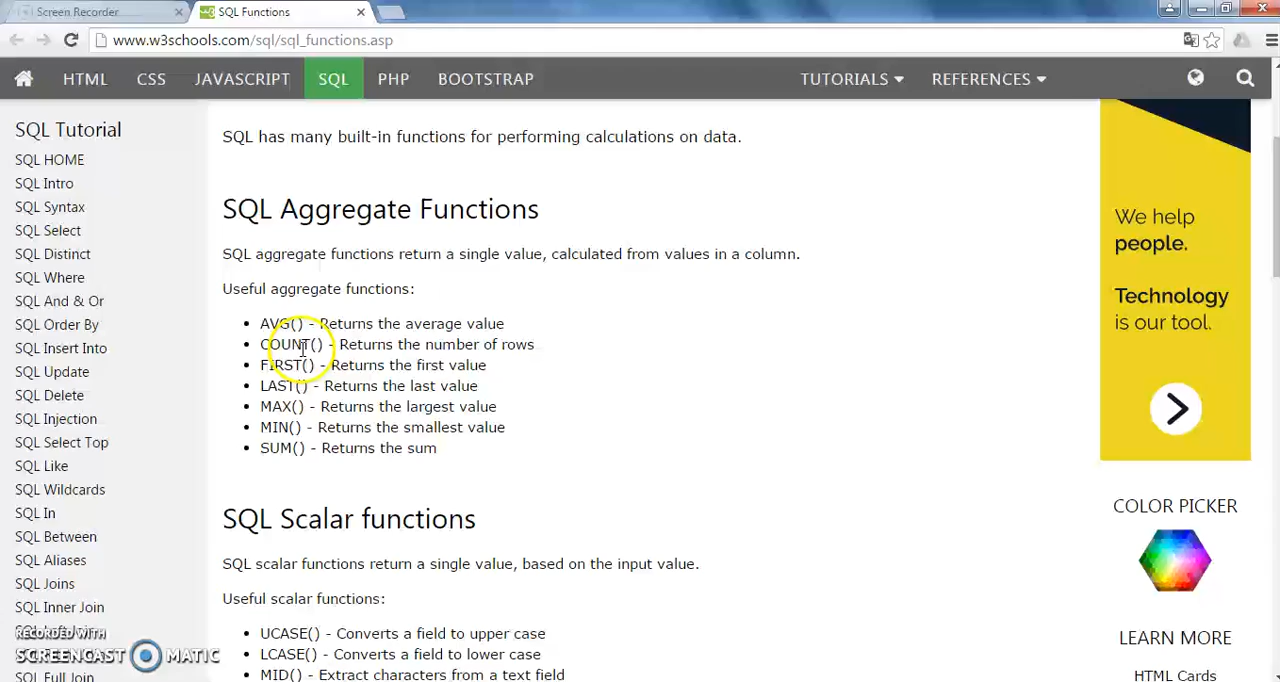 Screen Recorder
SQL Functions
www.w3schools.com/sql/sql_functions.asp
HTML CSS JAVASCRIPT SQL PHP BOOTSTRAP TUTORIALS REFERENCES
SQL Tutorial
SQL HOME
SQL Intro
SQL Syntax
SQL Select
SQL Distinct
SQL Where
SQL And & Or
SQL Order By
SQL Insert Into
SQL Update
SQL Delete
SQL Injection
SQL Select Top
SQL Like
SQL Wildcards
SQL In
SQL Between
SQL Aliases
SQL Joins
SQL Inner Join
SQL Full Join
RECORDED WITH
SCREENCAST MATIC
SQL has many built-in functions for performing calculations on data.
SQL Aggregate Functions
SQL aggregate functions return a single value, calculated from values in a column.
Useful aggregate functions:
AVG() - Returns the average value
COUNT() - Returns the number of rows
FIRST() - Returns the first value
LAST() - Returns the last value
MAX() - Returns the largest value
MIN() - Returns the smallest value
SUM() - Returns the sum
SQL Scalar functions
SQL scalar functions return a single value, based on the input value.
Useful scalar functions:
UCASE() - Converts a field to upper case
LCASE() - Converts a field to lower case
MID() - Extract characters from a text field
We help
people.
Technology
is our tool.
COLOR PICKER
LEARN MORE
HTML Cards